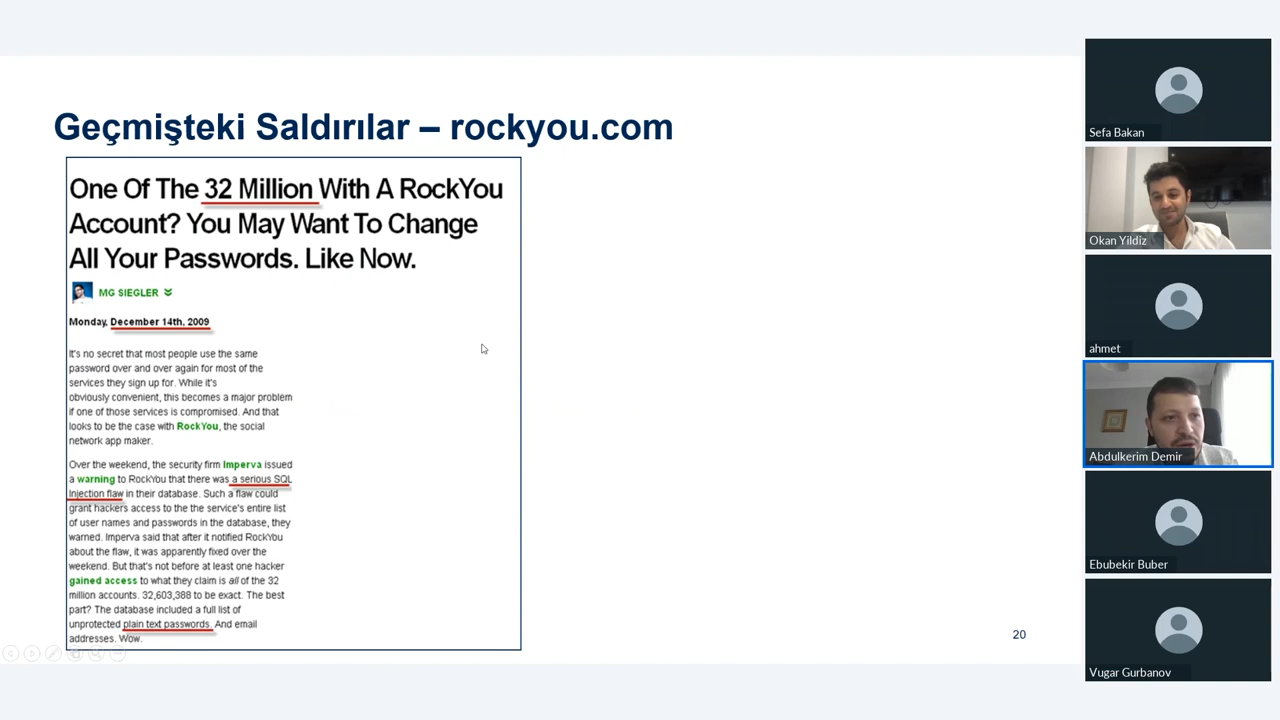 Geçmişteki Saldırılar – rockyou.com
One Of The 32 Million With A RockYou
Account? You May Want To Change
All Your Passwords. Like Now.
MG SIEGLER
Monday, December 14th, 2009
It's no secret that most people use the same
password over and over again for most of the
services they sign up for. While it's
obviously convenient, this becomes a major problem
if one of those services is compromised. And that
looks to be the case with RockYou, the social
network app maker.
Over the weekend, the security firm Imperva issued
a warning to RockYou that there was a serious SQL
Injection flaw in their database. Such a flaw could
grant hackers access to the the service's entire list
of user names and passwords in the database, they
warned. Imperva said that after it notified RockYou
about the flaw, it was apparently fixed over the
weekend. But that's not before at least one hacker
gained access to what they claim is all of the 32
million accounts. 32,603,388 to be exact. The best
part? The database included a full list of
unprotected plain text passwords. And email
addresses. Wow.
20
Sefa Bakan
Okan Yildiz
ahmet
Abdulkerim Demir
Ebubekir Buber
Vugar Gurbanov